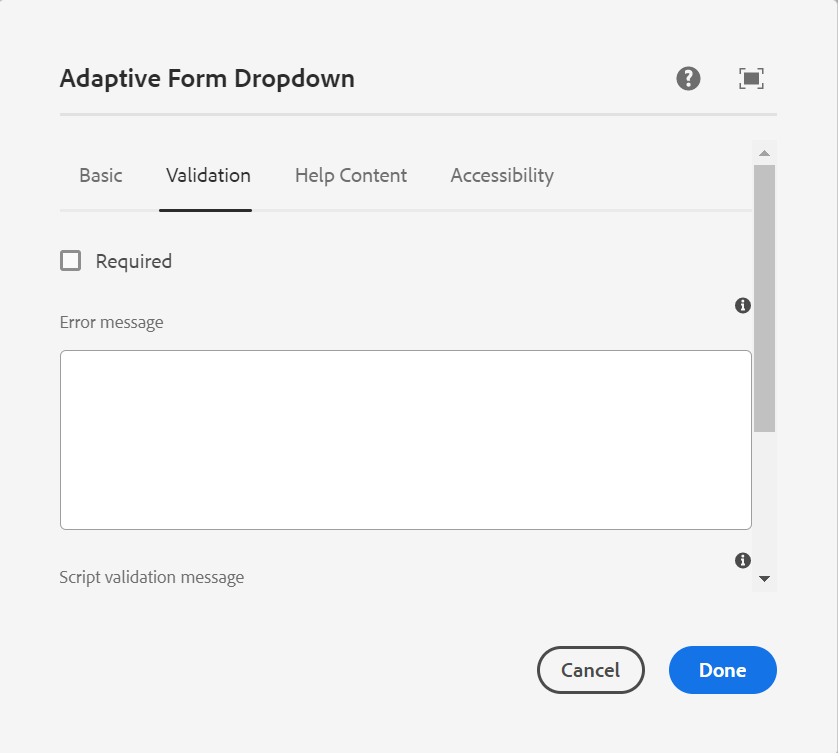 Adaptive Form Dropdown
Basic Validation Help Content Accessibility
Required
Error message
Script validation message
Cancel Done